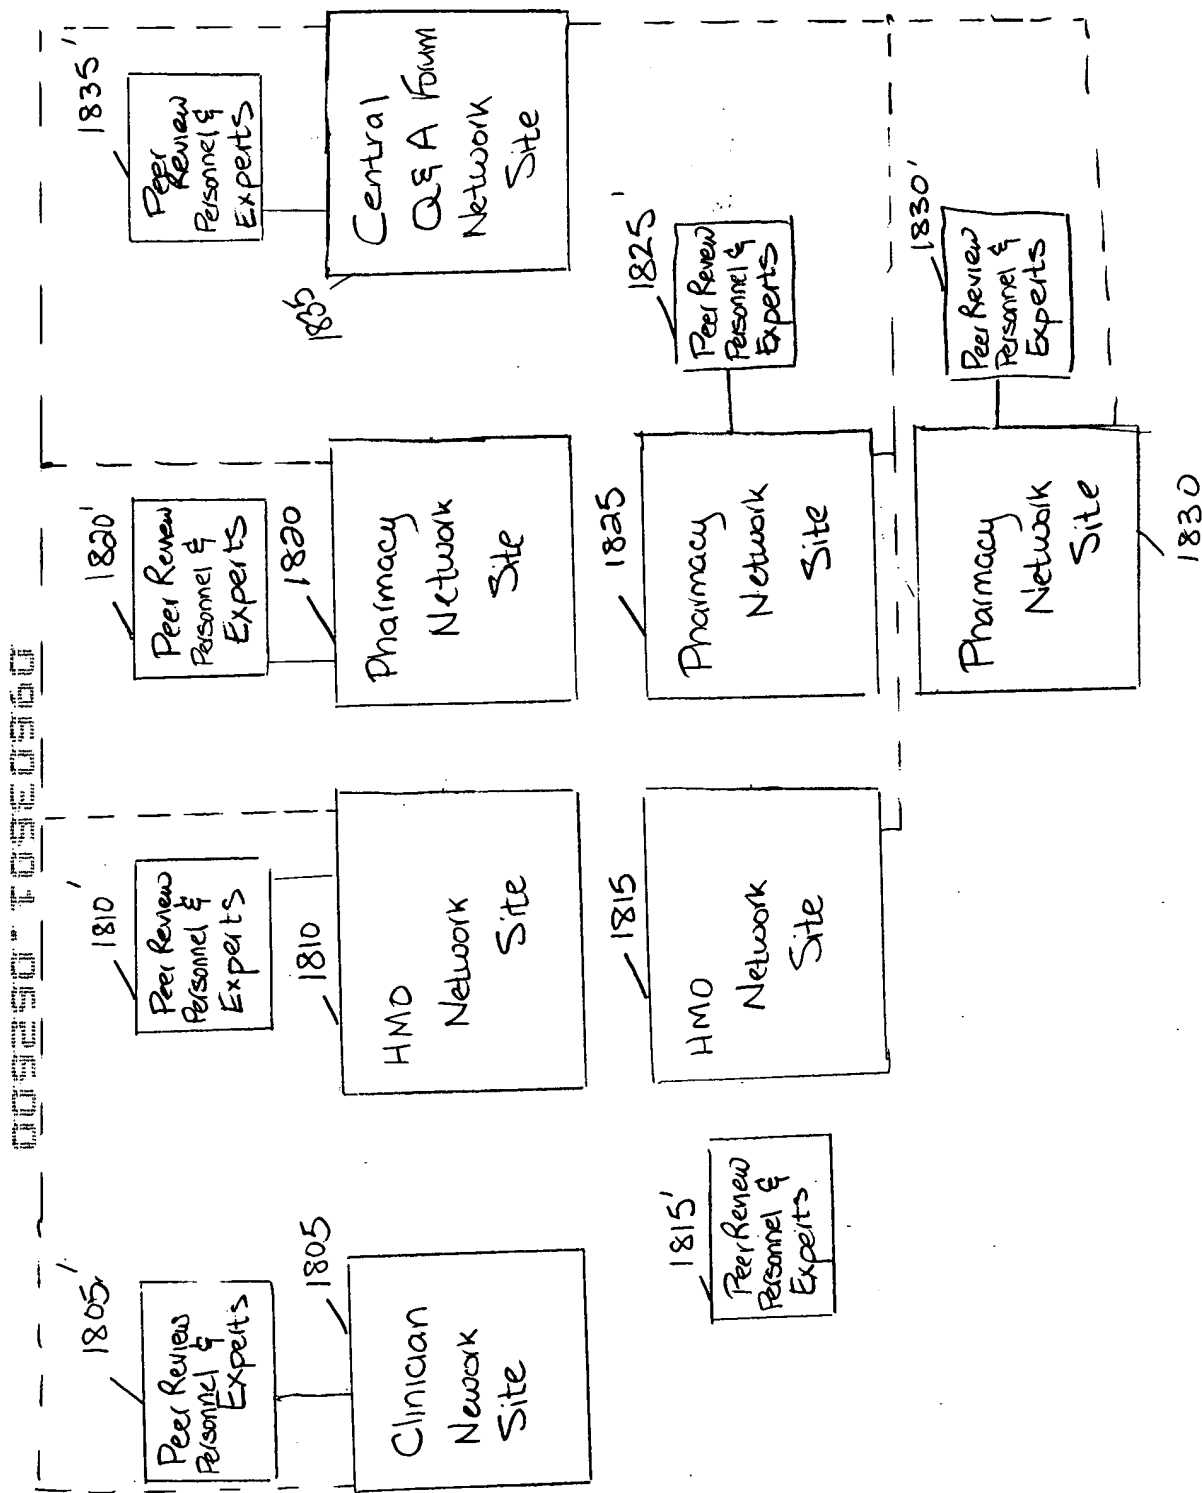 1805'
Peer Review
Personnel &
Experts
1805
Clinician
Nework
Site
1810'
Peer Review
Personnel &
Experts
1810
HMO
Network
Site
1820'
Peer Review
Personnel &
Experts
1820
Pharmacy
Network
Site
1835'
Peer
Review
Personnel &
Experts
1835
Central
Q & A Forum
Network
Site
1815'
Peer Review
Personnel &
Experts
1815
HMO
Network
Site
1825
Pharmacy
Network
Site
1825'
Peer Review
Personnel &
Experts
Pharmacy
Network
Site
1830
1830'
Peer Review
Personnel &
Experts